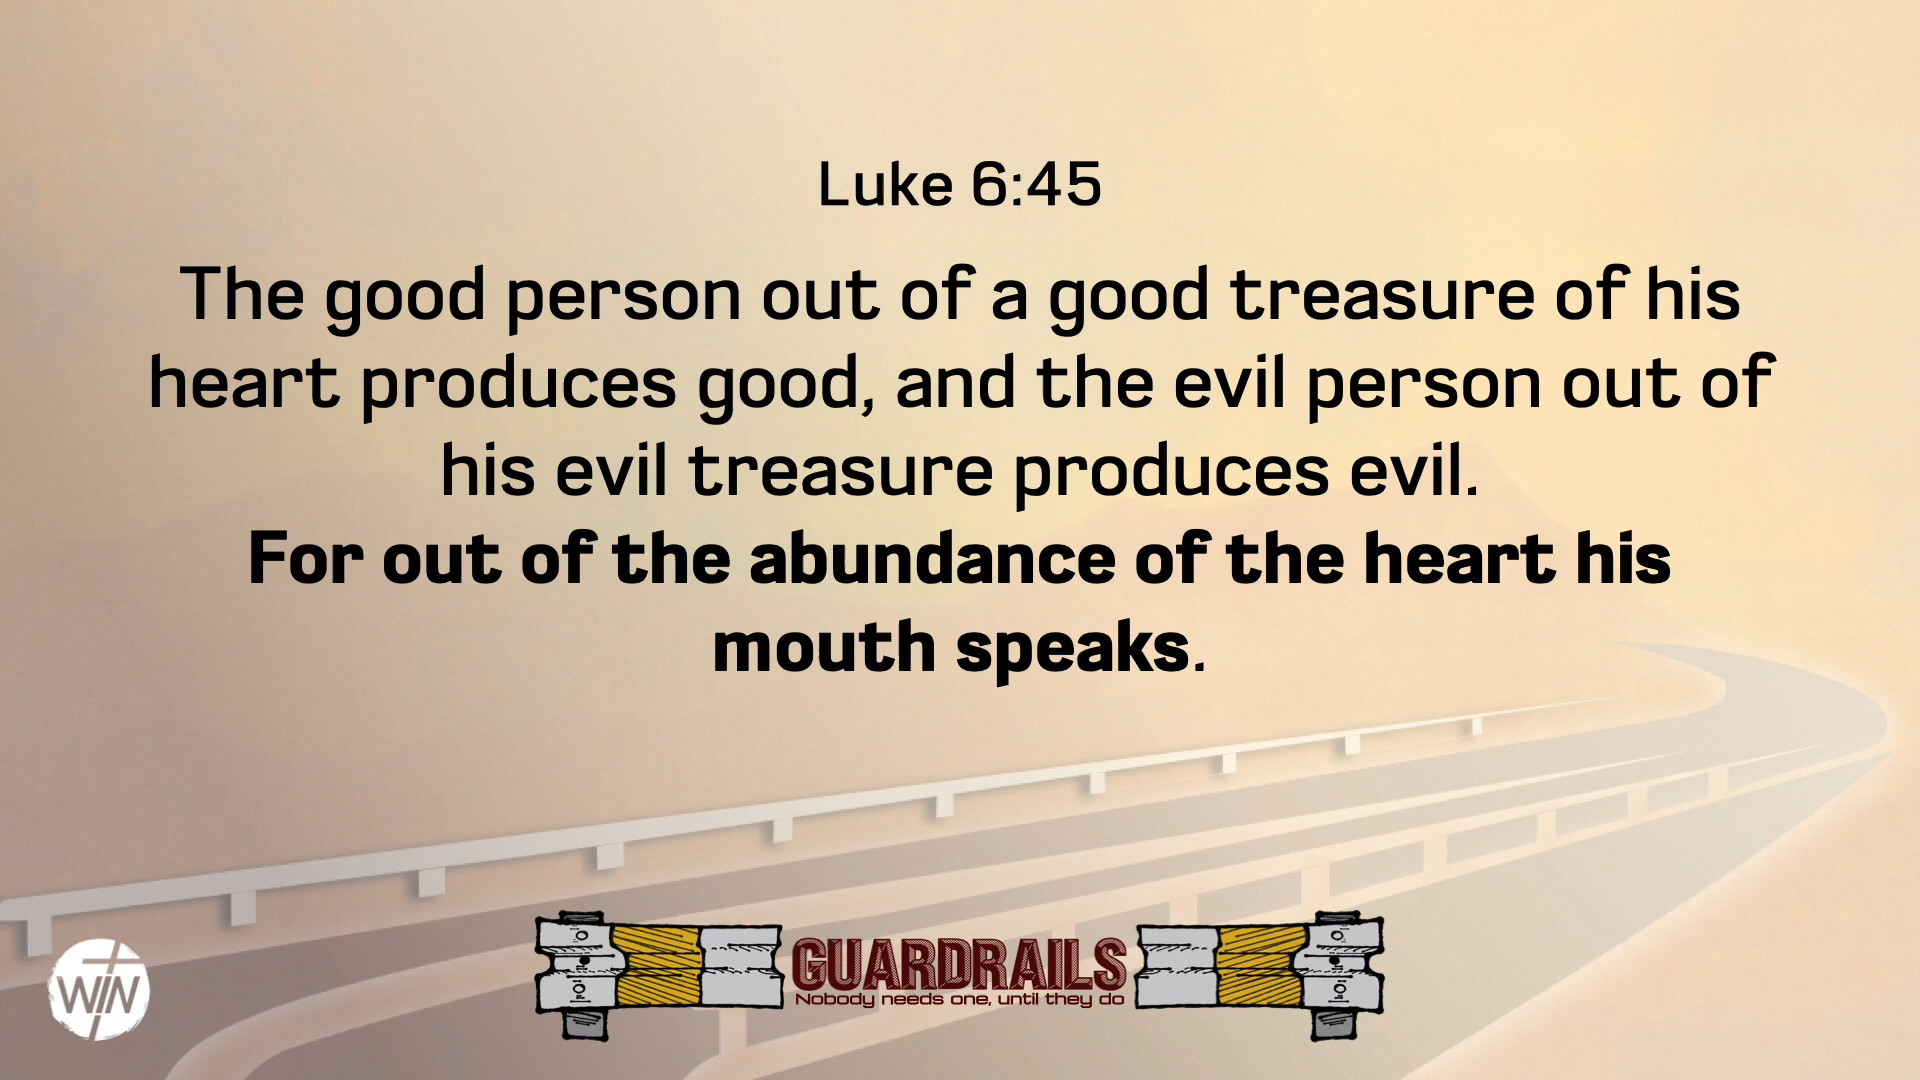 Luke 6:45
The good person out of a good treasure of his
heart produces good, and the evil person out of
his evil treasure produces evil.
For out of the abundance of the heart his
mouth speaks.
GUARDRAILS
Nobody needs one, until they do
WIN